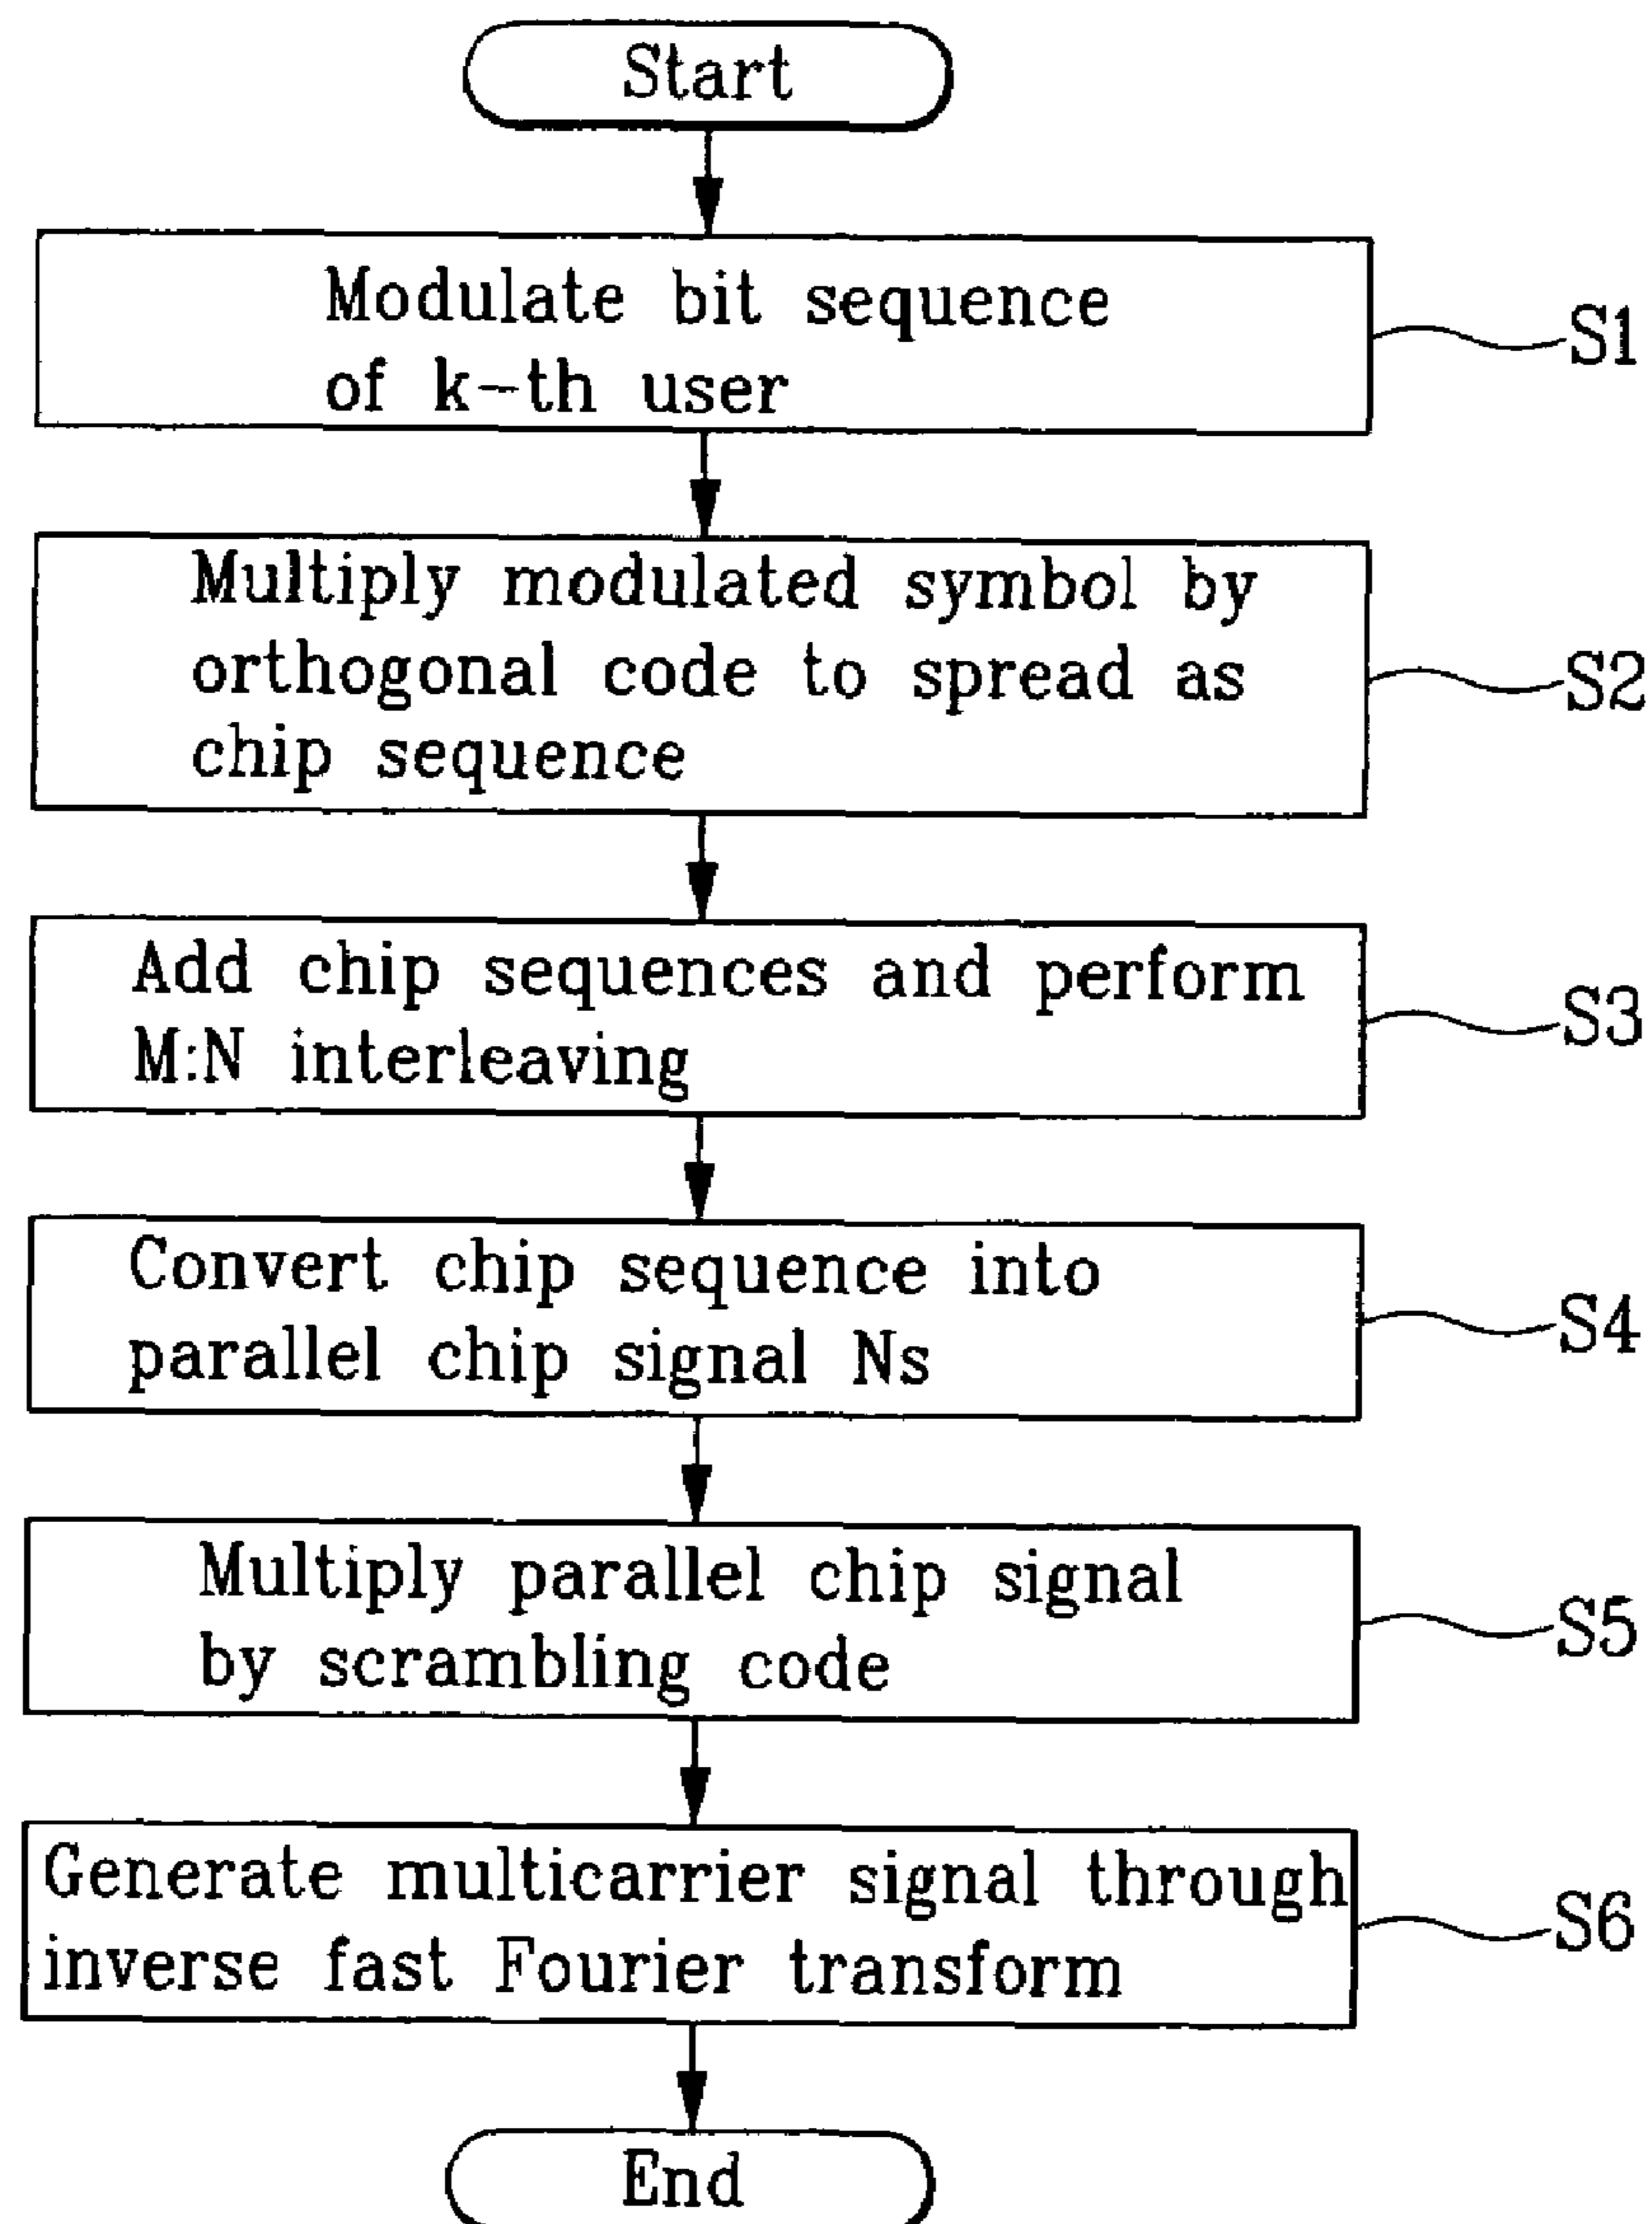 Start
Modulate bit sequence
of k-th user
S1
Multiply modulated symbol by
orthogonal code to spread as
chip sequence
S2
Add chip sequences and perform
M:N interleaving
S3
Convert chip sequence into
parallel chip signal Ns
S4
Multiply parallel chip signal
by scrambling code
S5
Generate multicarrier signal through
inverse fast Fourier transform
S6
End